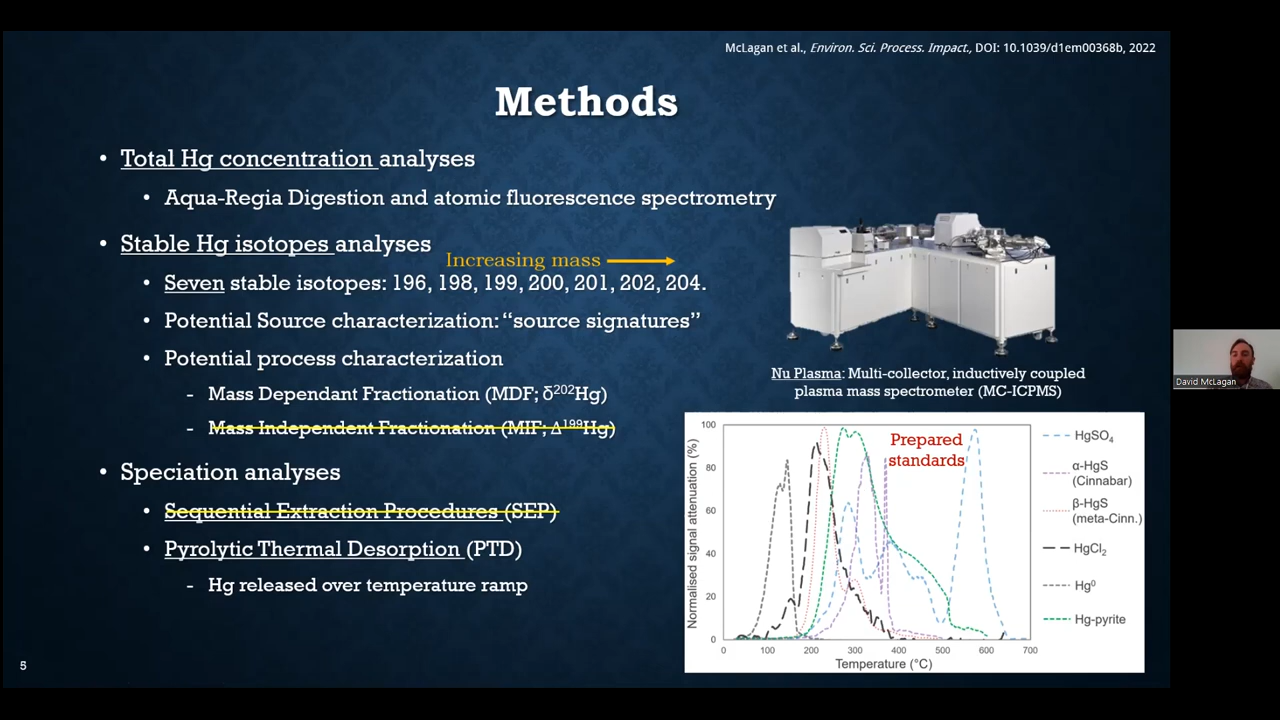 McLagan et al., Environ. Sci. Process. Impact., DOI: 10.1039/d1em00368b, 2022
Methods
• Total Hg concentration analyses
• Aqua-Regia Digestion and atomic fluorescence spectrometry
• Stable Hg isotopes analyses
Increasing mass
• Seven stable isotopes: 196, 198, 199, 200, 201, 202, 204.
• Potential Source characterization: “source signatures”
• Potential process characterization
- Mass Dependant Fractionation (MDF; δ²⁰²Hg)
- Mass Independent Fractionation (MIF; Δ¹⁹⁹Hg)
• Speciation analyses
• Sequential Extraction Procedures (SEP)
• Pyrolytic Thermal Desorption (PTD)
- Hg released over temperature ramp
5
Nu Plasma: Multi-collector, inductively coupled
plasma mass spectrometer (MC-ICPMS)
Normalised signal attenuation (%)
100
80
60
40
20
0
Prepared
standards
0 100 200 300 400 500 600 700
Temperature (°C)
HgSO₄
α-HgS
(Cinnabar)
β-HgS
(meta-Cinn.)
HgCl₂
Hg⁰
Hg-pyrite
David McLagan